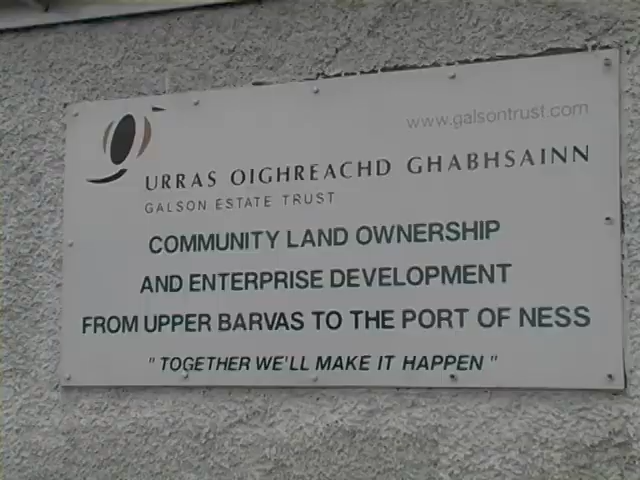 www.galsontrust.com
URRAS OIGHREACHD GHABHSAINN
GALSON ESTATE TRUST
COMMUNITY LAND OWNERSHIP
AND ENTERPRISE DEVELOPMENT
FROM UPPER BARVAS TO THE PORT OF NESS
" TOGETHER WE'LL MAKE IT HAPPEN "